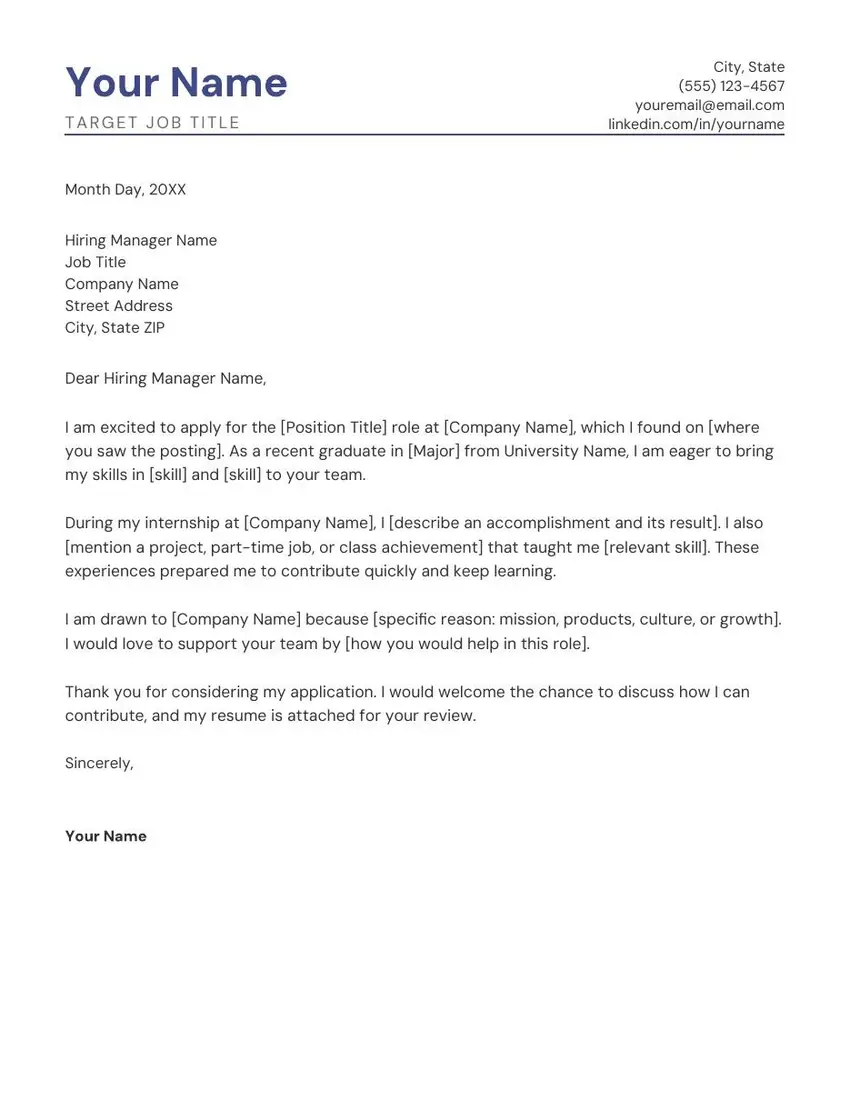 Your Name
TARGET JOB TITLE
City, State
(555) 123-4567
youremail@email.com
linkedin.com/in/yourname
Month Day, 20XX
Hiring Manager Name
Job Title
Company Name
Street Address
City, State ZIP
Dear Hiring Manager Name,
I am excited to apply for the [Position Title] role at [Company Name], which I found on [where
you saw the posting]. As a recent graduate in [Major] from University Name, I am eager to bring
my skills in [skill] and [skill] to your team.
During my internship at [Company Name], I [describe an accomplishment and its result]. I also
[mention a project, part-time job, or class achievement] that taught me [relevant skill]. These
experiences prepared me to contribute quickly and keep learning.
I am drawn to [Company Name] because [specific reason: mission, products, culture, or growth].
I would love to support your team by [how you would help in this role].
Thank you for considering my application. I would welcome the chance to discuss how I can
contribute, and my resume is attached for your review.
Sincerely,
Your Name